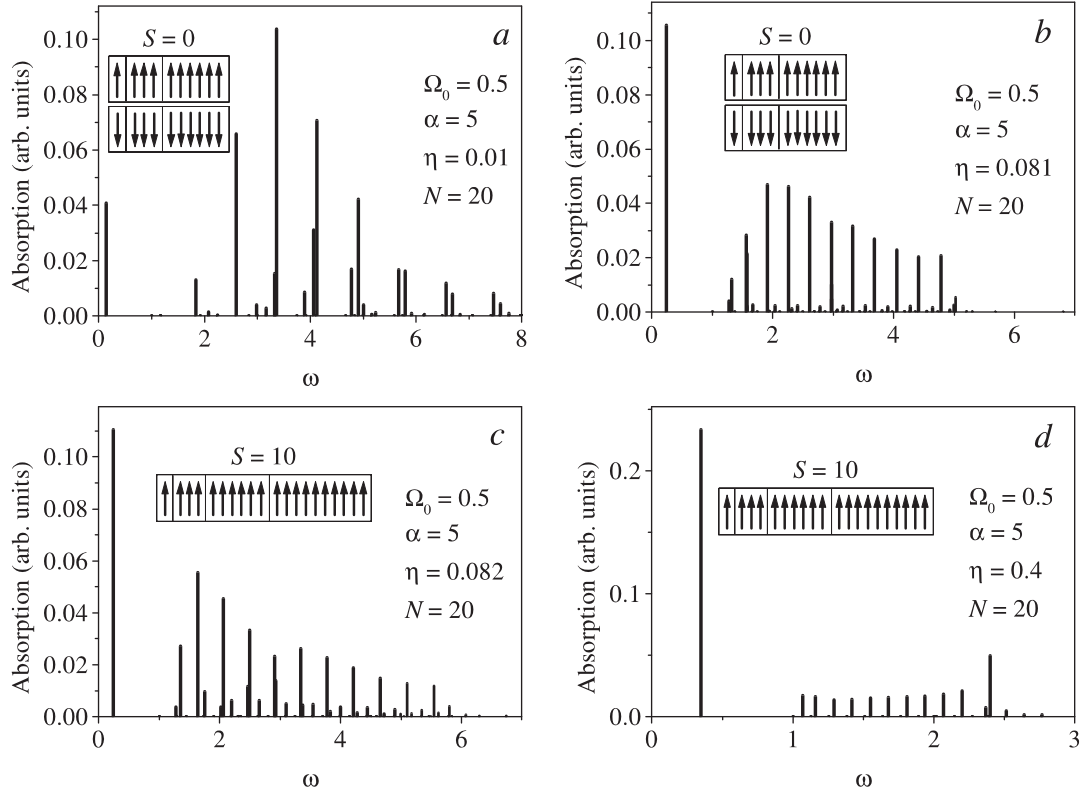 a
S = 0
Ω₀ = 0.5
α = 5
η = 0.01
N = 20
Absorption (arb. units)
0.10
0.08
0.06
0.04
0.02
0.00
0 2 4 6 8
ω
b
S = 0
Ω₀ = 0.5
α = 5
η = 0.081
N = 20
Absorption (arb. units)
0.10
0.08
0.06
0.04
0.02
0.00
0 2 4 6
ω
c
S = 10
Ω₀ = 0.5
α = 5
η = 0.082
N = 20
Absorption (arb. units)
0.10
0.08
0.06
0.04
0.02
0.00
0 2 4 6
ω
d
S = 10
Ω₀ = 0.5
α = 5
η = 0.4
N = 20
Absorption (arb. units)
0.2
0.1
0.0
0 1 2 3
ω